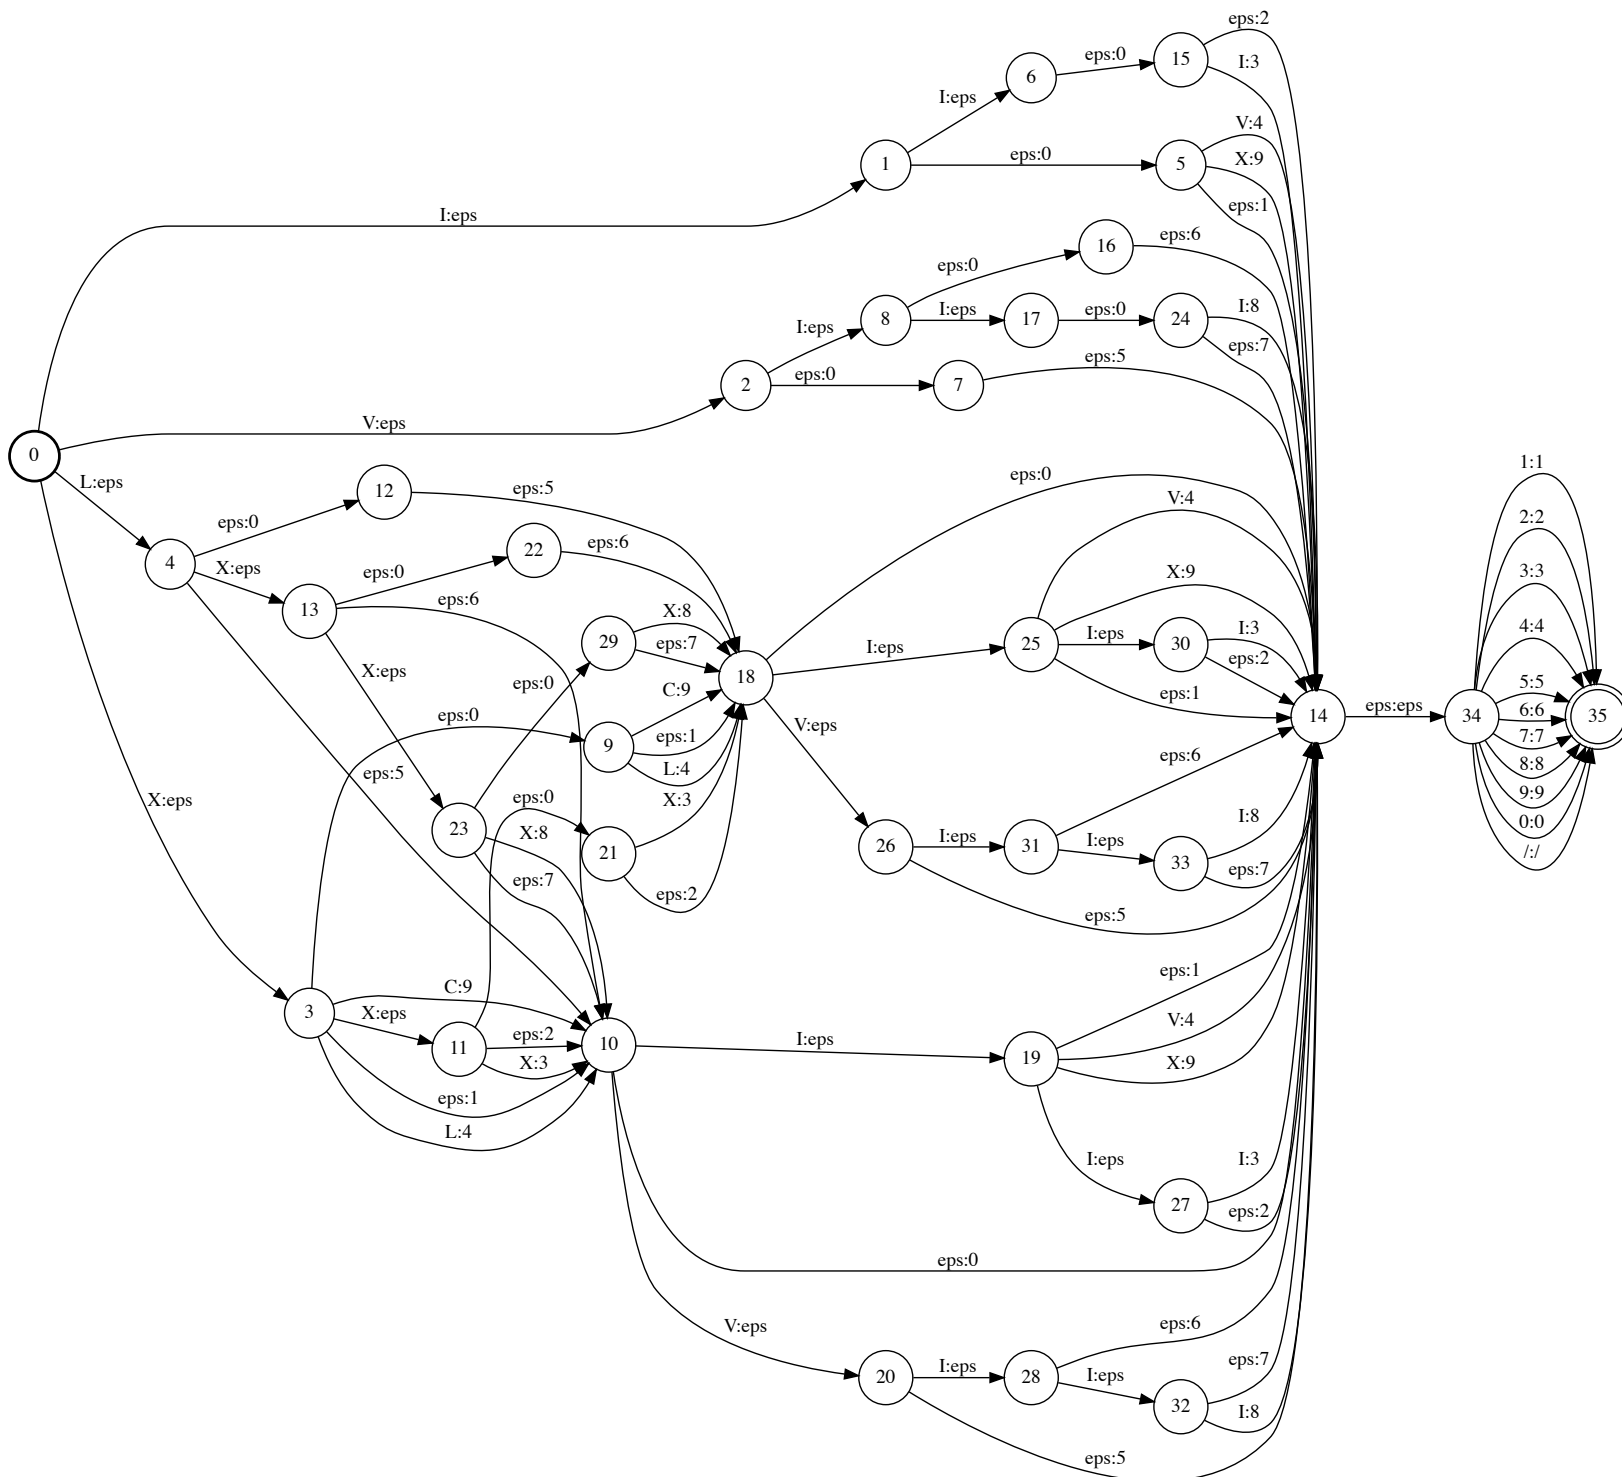 eps:2
15
eps:0
I:3
6
I:eps
V:4
1
eps:0
5
X:9
eps:1
I:eps
16
eps:6
eps:0
8
I:eps
17
eps:0
24
I:8
eps:7
I:eps
2
eps:0
7
eps:5
V:eps
0
L:eps
12
eps:5
eps:0
4
X:eps
13
eps:0
22
eps:6
eps:6
X:eps
eps:5
29
X:8
eps:7
eps:0
18
eps:0
I:eps
25
V:4
X:9
I:eps
30
I:3
eps:2
eps:1
14
eps:eps
34
1:1
2:2
3:3
4:4
5:5
6:6
7:7
8:8
9:9
0:0
/:/
35
eps:0
9
C:9
eps:1
L:4
X:3
V:eps
23
eps:0
X:8
eps:7
21
eps:2
26
I:eps
31
eps:6
I:eps
33
I:8
eps:7
eps:5
X:eps
3
C:9
X:eps
11
eps:2
X:3
eps:1
L:4
10
I:eps
19
eps:1
V:4
X:9
I:eps
27
I:3
eps:2
eps:0
V:eps
20
I:eps
28
eps:6
I:eps
32
eps:7
I:8
eps:5